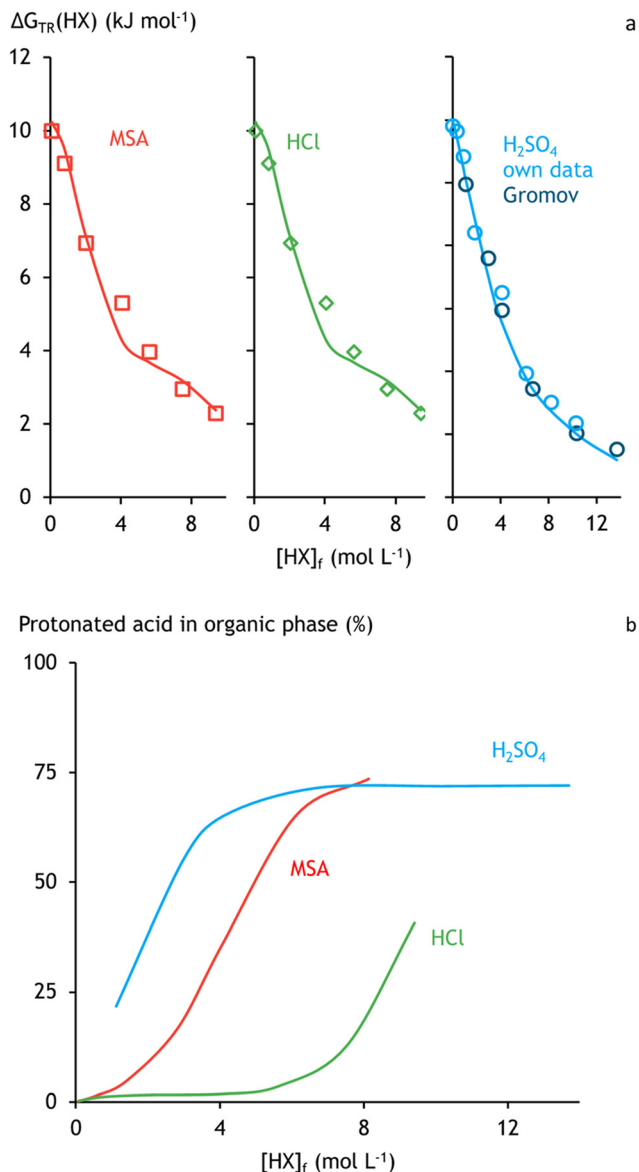 ΔG_TR(HX) (kJ mol⁻¹)
a
12
10
8
6
4
2
0
MSA
HCl
H₂SO₄
own data
Gromov
0 4 8 0 4 8 0 4 8 12
[HX]f (mol L⁻¹)
Protonated acid in organic phase (%)
b
100
75
50
25
0
H₂SO₄
MSA
HCl
0 4 8 12
[HX]f (mol L⁻¹)